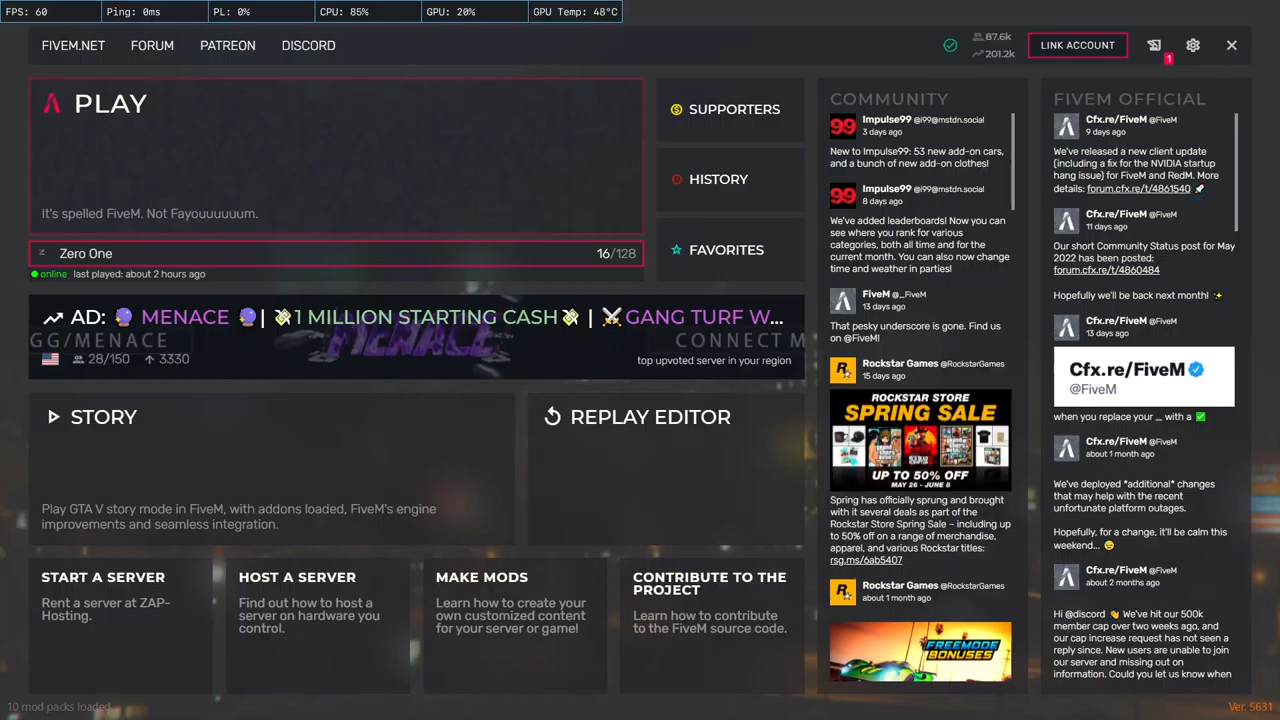 FPS: 60
Ping: 0ms
PL: 0%
CPU: 85%
GPU: 20%
GPU Temp: 48°C
FIVEM.NET
FORUM
PATREON
DISCORD
87.6k
201.2k
LINK ACCOUNT
1
PLAY
It's spelled FiveM. Not Fayouuuuuum.
Zero One
16/128
online last played: about 2 hours ago
SUPPORTERS
HISTORY
FAVORITES
AD: 🔮 MENACE 🔮| 💸1 MILLION STARTING CASH💸 | ⚔️GANG TURF W...
GG/MENACE
MENACE
CONNECT M
28/150
3330
top upvoted server in your region
STORY
Play GTA V story mode in FiveM, with addons loaded, FiveM's engine
improvements and seamless integration.
REPLAY EDITOR
START A SERVER
Rent a server at ZAP-
Hosting.
HOST A SERVER
Find out how to host a
server on hardware you
control.
MAKE MODS
Learn how to create your
own customized content
for your server or game!
CONTRIBUTE TO THE
PROJECT
Learn how to contribute
to the FiveM source code.
COMMUNITY
99
Impulse99 @i99@mstdn.social
3 days ago
New to Impulse99: 53 new add-on cars,
and a bunch of new add-on clothes!
99
Impulse99 @i99@mstdn.social
8 days ago
We've added leaderboards! Now you can
see where you rank for various
categories, both all time and for the
current month. You can also now change
time and weather in parties!
FiveM @_FiveM
13 days ago
That pesky underscore is gone. Find us
on @FiveM!
Rockstar Games @RockstarGames
15 days ago
ROCKSTAR STORE
SPRING SALE
UP TO 50% OFF
MAY 26 - JUNE 8
Spring has officially sprung and brought
with it several deals as part of the
Rockstar Store Spring Sale – including up
to 50% off on a range of merchandise,
apparel, and various Rockstar titles:
rsg.ms/6ab5407
Rockstar Games @RockstarGames
about 1 month ago
FREEMODE
BONUSES
FIVEM OFFICIAL
Cfx.re/FiveM @FiveM
9 days ago
We've released a new client update
(including a fix for the NVIDIA startup
hang issue) for FiveM and RedM. More
details: forum.cfx.re/t/4861540 🚀
Cfx.re/FiveM @FiveM
11 days ago
Our short Community Status post for May
2022 has been posted:
forum.cfx.re/t/4860484
Hopefully we'll be back next month! ✨
Cfx.re/FiveM @FiveM
13 days ago
Cfx.re/FiveM
@FiveM
when you replace your _ with a ✅
Cfx.re/FiveM @FiveM
about 1 month ago
We've deployed *additional* changes
that may help with the recent
unfortunate platform outages.
Hopefully, for a change, it'll be calm this
weekend... 😥
Cfx.re/FiveM @FiveM
about 2 months ago
Hi @discord 👋 We've hit our 500k
member cap over two weeks ago, and
our cap increase request has not seen a
reply since. New users are unable to join
our server and missing out on
information. Could you let us know when
10 mod packs loaded
Ver. 5631